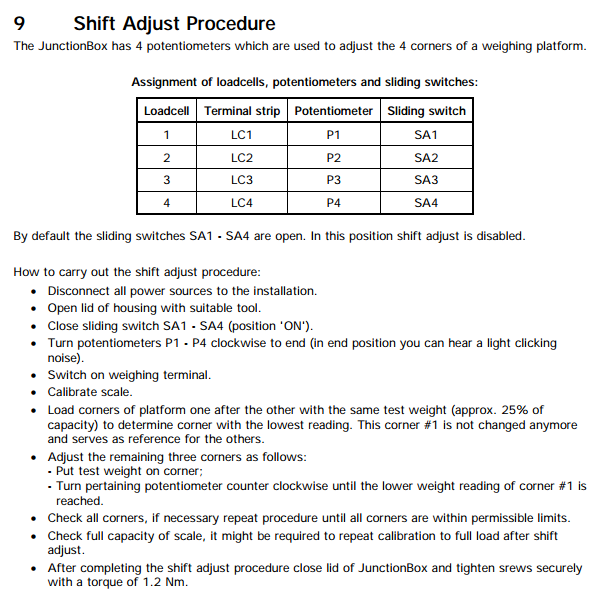 9 Shift Adjust Procedure
The JunctionBox has 4 potentiometers which are used to adjust the 4 corners of a weighing platform.
Assignment of loadcells, potentiometers and sliding switches:
Loadcell Terminal strip Potentiometer Sliding switch
1 LC1 P1 SA1
2 LC2 P2 SA2
3 LC3 P3 SA3
4 LC4 P4 SA4
By default the sliding switches SA1 - SA4 are open. In this position shift adjust is disabled.
How to carry out the shift adjust procedure:
• Disconnect all power sources to the installation.
• Open lid of housing with suitable tool.
• Close sliding switch SA1 - SA4 (position 'ON').
• Turn potentiometers P1 - P4 clockwise to end (in end position you can hear a light clicking
noise).
• Switch on weighing terminal.
• Calibrate scale.
• Load corners of platform one after the other with the same test weight (approx. 25% of
capacity) to determine corner with the lowest reading. This corner #1 is not changed anymore
and serves as reference for the others.
• Adjust the remaining three corners as follows:
- Put test weight on corner;
- Turn pertaining potentiometer counter clockwise until the lower weight reading of corner #1 is
reached.
• Check all corners, if necessary repeat procedure until all corners are within permissible limits.
• Check full capacity of scale, it might be required to repeat calibration to full load after shift
adjust.
• After completing the shift adjust procedure close lid of JunctionBox and tighten srews securely
with a torque of 1.2 Nm.